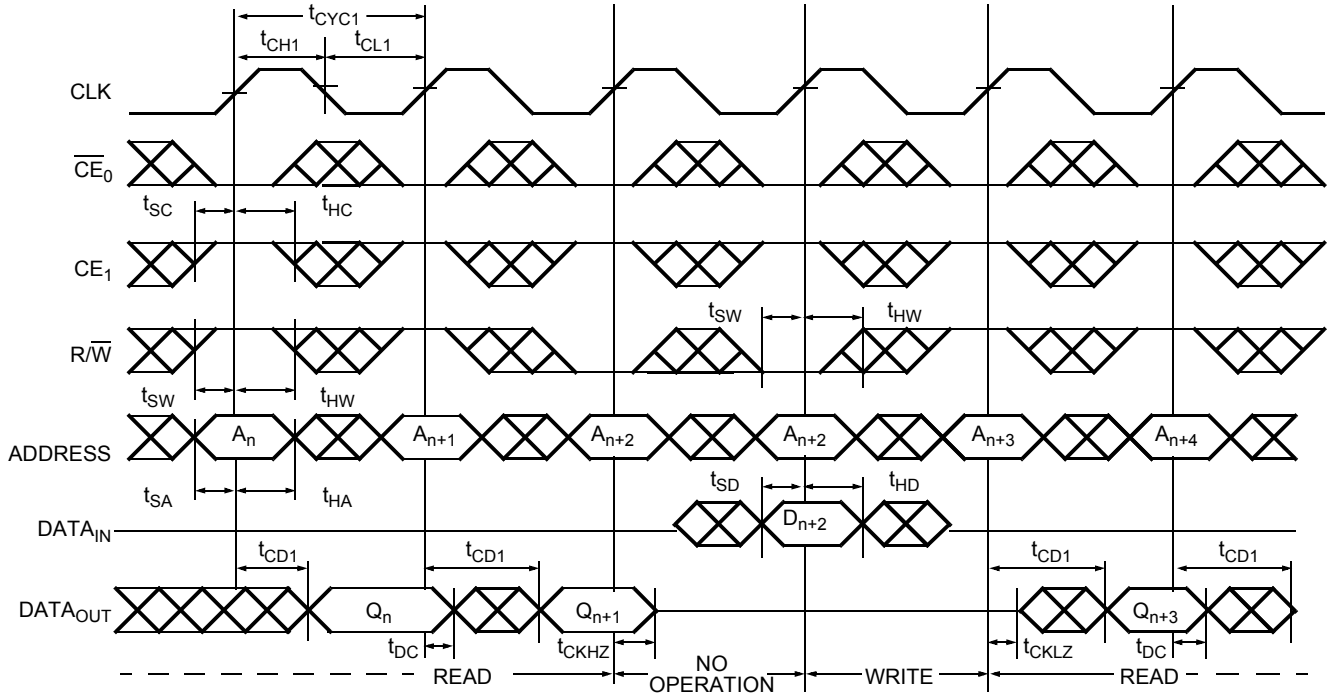 tCYC1
tCH1 tCL1
CLK
CE0
tSC tHC
CE1
tSW tHW
R/W
tSW tHW
An An+1 An+2 An+2 An+3 An+4
ADDRESS
tSA tHA tSD tHD
DATAIN Dn+2
tCD1 tCD1 tCD1 tCD1
DATAOUT Qn Qn+1 Qn+3
tDC tCKHZ tCKLZ tDC
READ NO OPERATION WRITE READ